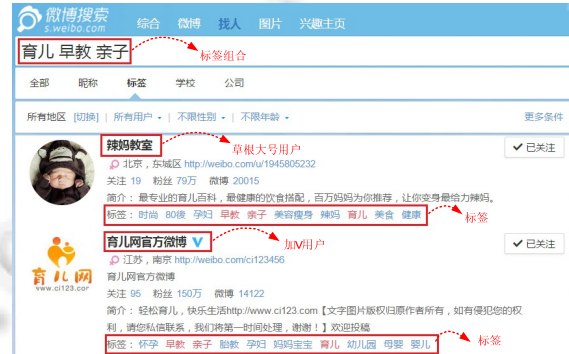 微博搜索
s.weibo.com
综合 微博 找人 图片 兴趣主页
育儿 早教 亲子
标签组合
全部 昵称 标签 学校 公司
所有地区 [切换] | 所有用户 | 不限性别 | 不限年龄 更多条件
辣妈教室
草根大号用户
已关注
北京，东城区 http://weibo.com/u/1945805232
关注 19 粉丝 79万 微博 20015
简介： 最专业的育儿百科，最健康的饮食搭配，百万妈妈为你推荐，让你变身最给力辣妈。
标签： 时尚 80後 孕妇 早教 亲子 美容瘦身 辣妈 育儿 美食 健康
标签
育儿网官方微博 V
加V用户
已关注
江苏，南京 http://weibo.com/ci123456
育儿网官方微博
关注 95 粉丝 150万 微博 14122
简介： 轻松育儿，快乐生活http://www.ci123.com【文字图片版权归原作者所有，如有侵犯您的权
利，请您私信联系，我们将第一时间处理，谢谢！】欢迎投稿
标签： 怀孕 早教 亲子 胎教 孕妇 妈妈宝宝 育儿 幼儿园 母婴 婴儿
标签
育儿网
www.ci123.com